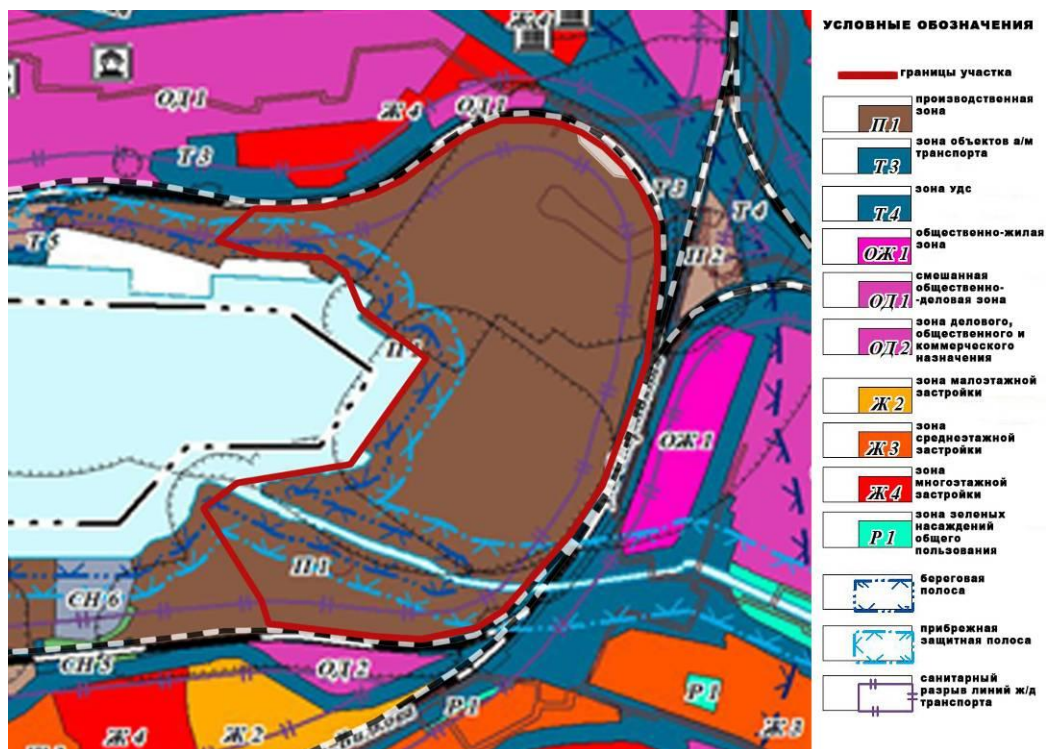 УСЛОВНЫЕ ОБОЗНАЧЕНИЯ
границы участка
П 1
производственная
зона
Т 3
зона объектов а/м
транспорта
Т 4
зона УДС
ОЖ 1
общественно-жилая
зона
ОД 1
смешанная
общественно-
-деловая зона
ОД 2
зона делового,
общественного и
коммерческого
назначения
Ж 2
зона малоэтажной
застройки
Ж 3
зона
среднеэтажной
застройки
Ж 4
зона
многоэтажной
застройки
Р 1
зона зеленых
насаждений
общего
пользования
береговая
полоса
прибрежная
защитная полоса
санитарный
разрыв линий ж/д
транспорта
Ж 4
ОД 1
Ж 4
ОД 1
Т 3
Т 3
Т 4
Т 5
П 2
П 1
ОЖ 1
П 1
СН 6
СН 5
ОД 2
Р 1
Р 1
Ж 4
Ж 2
Ж 3